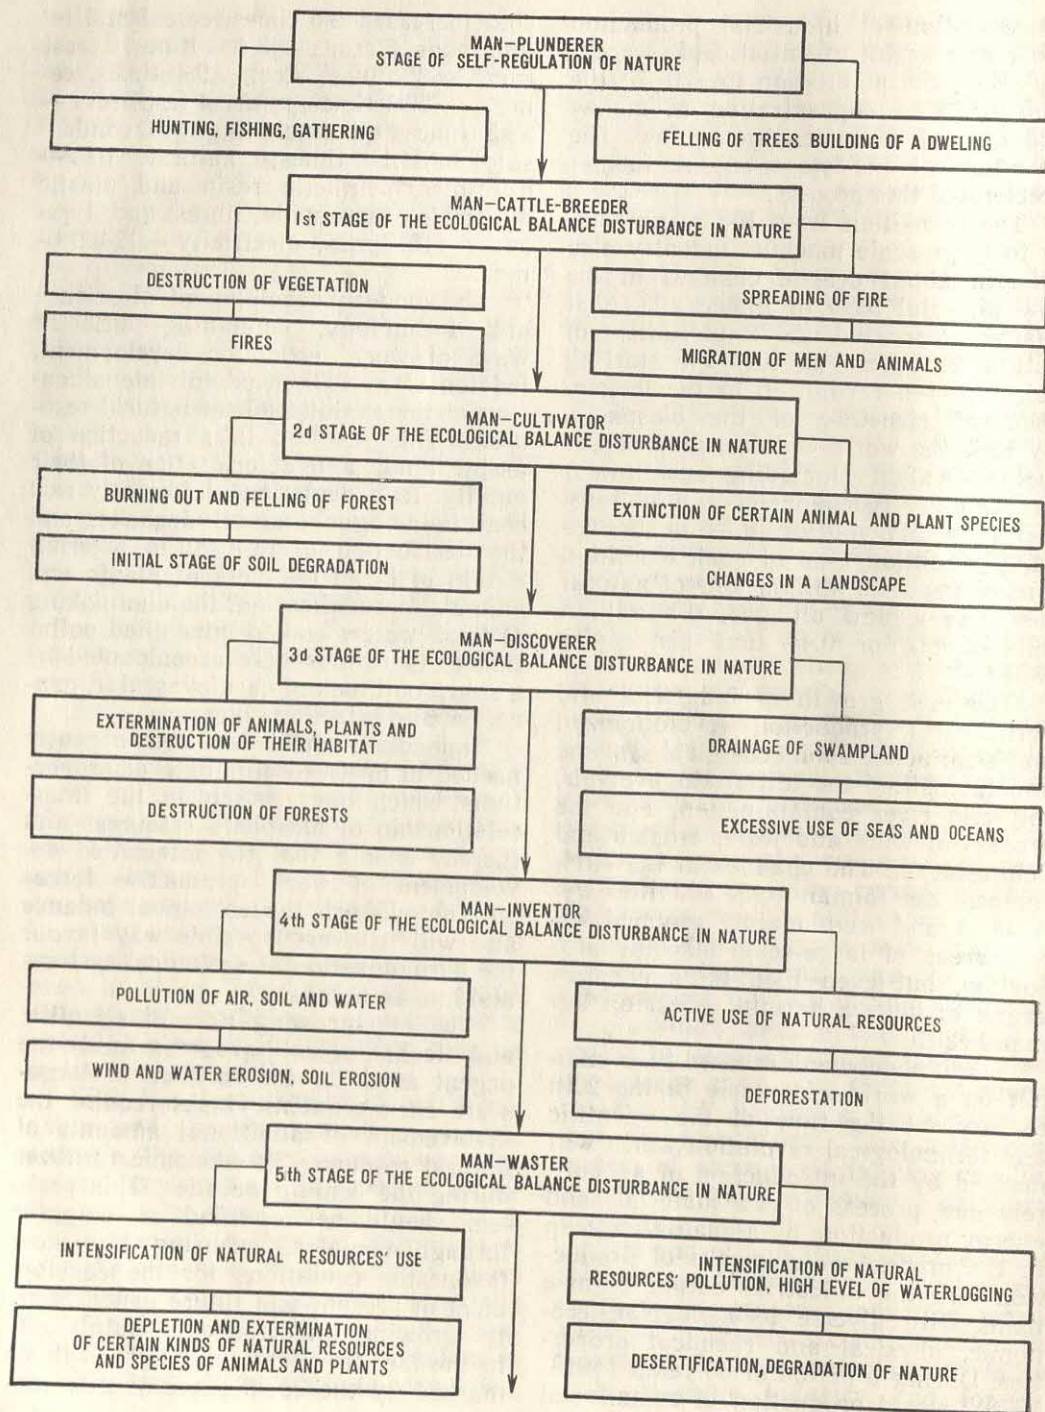 MAN–PLUNDERER
STAGE OF SELF-REGULATION OF NATURE
HUNTING, FISHING, GATHERING
FELLING OF TREES BUILDING OF A DWELING
MAN–CATTLE-BREEDER
1st STAGE OF THE ECOLOGICAL BALANCE DISTURBANCE IN NATURE
DESTRUCTION OF VEGETATION
SPREADING OF FIRE
FIRES
MIGRATION OF MEN AND ANIMALS
MAN–CULTIVATOR
2d STAGE OF THE ECOLOGICAL BALANCE DISTURBANCE IN NATURE
BURNING OUT AND FELLING OF FOREST
EXTINCTION OF CERTAIN ANIMAL AND PLANT SPECIES
INITIAL STAGE OF SOIL DEGRADATION
CHANGES IN A LANDSCAPE
MAN–DISCOVERER
3d STAGE OF THE ECOLOGICAL BALANCE DISTURBANCE IN NATURE
EXTERMINATION OF ANIMALS, PLANTS AND
DESTRUCTION OF THEIR HABITAT
DRAINAGE OF SWAMPLAND
DESTRUCTION OF FORESTS
EXCESSIVE USE OF SEAS AND OCEANS
MAN–INVENTOR
4th STAGE OF THE ECOLOGICAL BALANCE DISTURBANCE IN NATURE
POLLUTION OF AIR, SOIL AND WATER
ACTIVE USE OF NATURAL RESOURCES
WIND AND WATER EROSION, SOIL EROSION
DEFORESTATION
MAN–WASTER
5th STAGE OF THE ECOLOGICAL BALANCE DISTURBANCE IN NATURE
INTENSIFICATION OF NATURAL RESOURCES' USE
INTENSIFICATION OF NATURAL
RESOURCES' POLLUTION, HIGH LEVEL OF WATERLOGGING
DEPLETION AND EXTERMINATION
OF CERTAIN KINDS OF NATURAL RESOURCES
AND SPECIES OF ANIMALS AND PLANTS
DESERTIFICATION, DEGRADATION OF NATURE